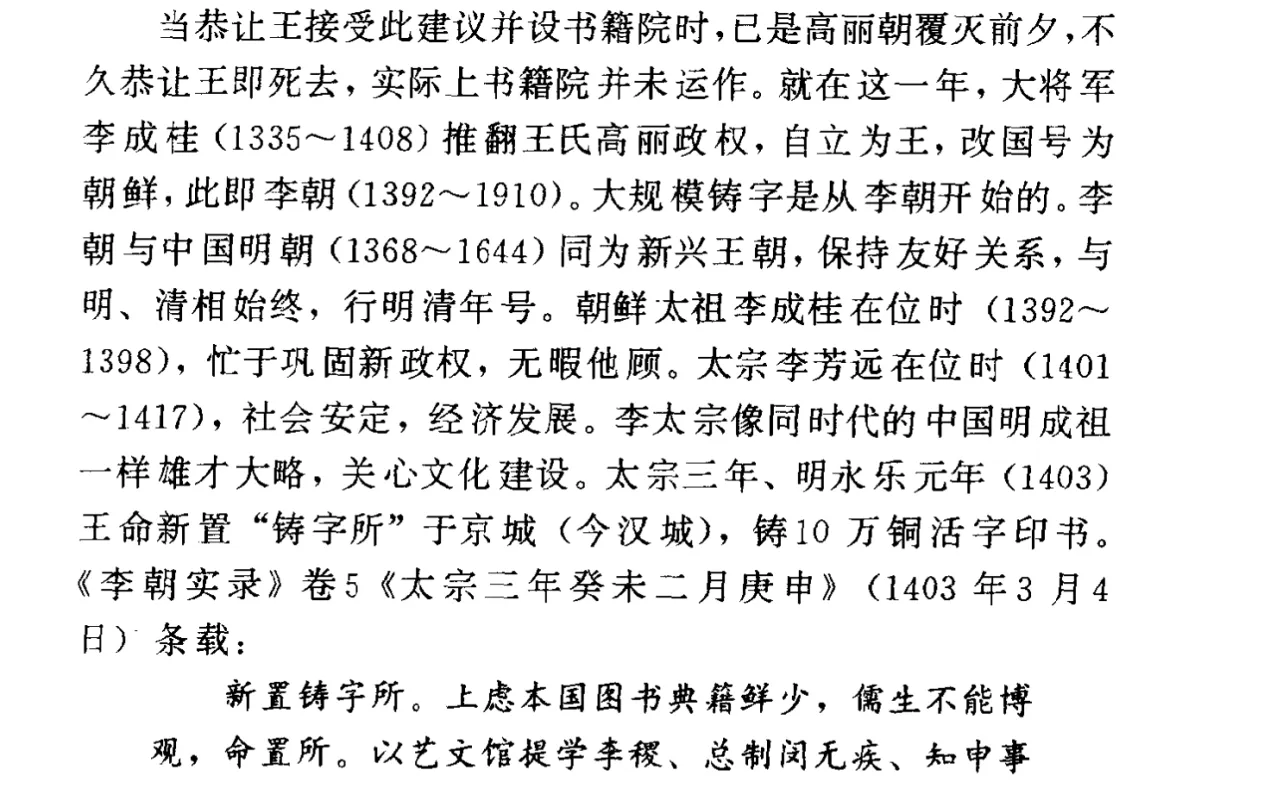 当恭让王接受此建议并设书籍院时,已是高丽朝覆灭前夕,不
久恭让王即死去,实际上书籍院并未运作。就在这一年,大将军
李成桂(1335～1408)推翻王氏高丽政权,自立为王,改国号为
朝鲜,此即李朝(1392～1910)。大规模铸字是从李朝开始的。李
朝与中国明朝(1368～1644)同为新兴王朝,保持友好关系,与
明、清相始终,行明清年号。朝鲜太祖李成桂在位时(1392～
1398),忙于巩固新政权,无暇他顾。太宗李芳远在位时(1401
～1417),社会安定,经济发展。李太宗像同时代的中国明成祖
一样雄才大略,关心文化建设。太宗三年、明永乐元年(1403)
王命新置“铸字所”于京城(今汉城),铸10万铜活字印书。
《李朝实录》卷5《太宗三年癸未二月庚申》(1403年3月4
日)条载:
新置铸字所。上虑本国图书典籍鲜少,儒生不能博
观,命置所。以艺文馆提学李稷、总制闵无疾、知申事